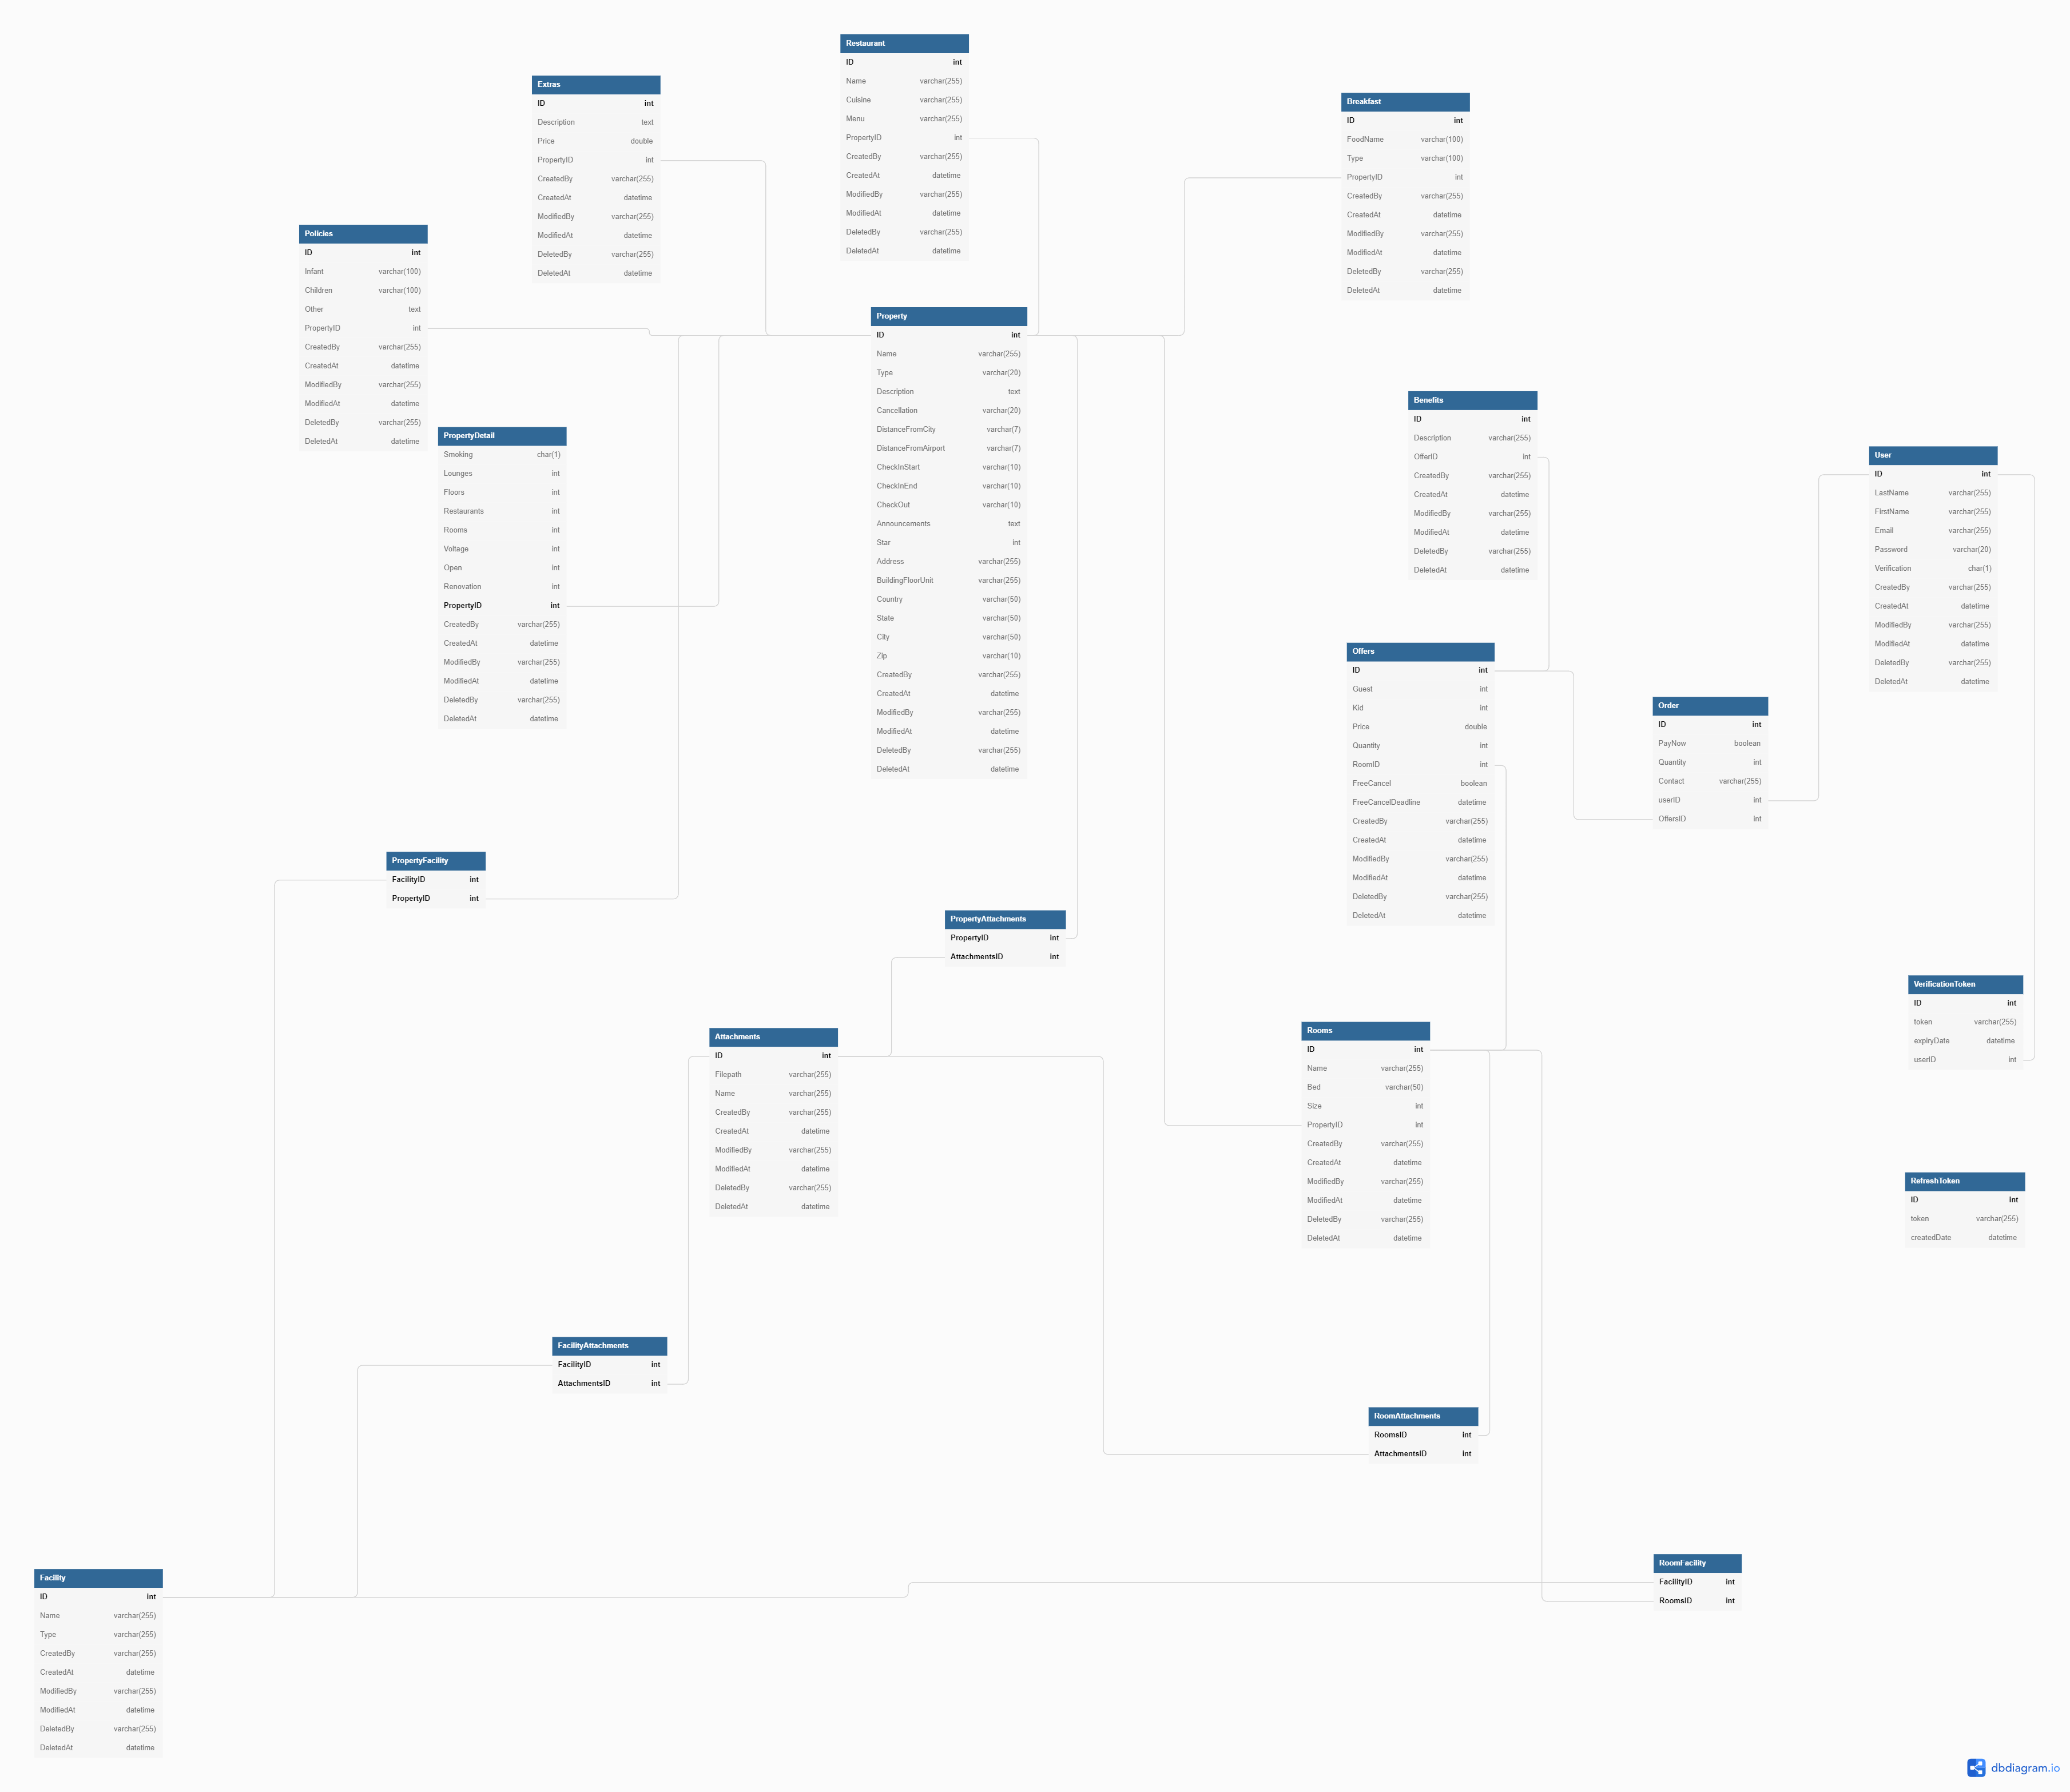 Restaurant
ID int
Name varchar(255)
Cuisine varchar(255)
Menu varchar(255)
PropertyID int
CreatedBy varchar(255)
CreatedAt datetime
ModifiedBy varchar(255)
ModifiedAt datetime
DeletedBy varchar(255)
DeletedAt datetime
Extras
ID int
Description text
Price double
PropertyID int
CreatedBy varchar(255)
CreatedAt datetime
ModifiedBy varchar(255)
ModifiedAt datetime
DeletedBy varchar(255)
DeletedAt datetime
Breakfast
ID int
FoodName varchar(100)
Type varchar(100)
PropertyID int
CreatedBy varchar(255)
CreatedAt datetime
ModifiedBy varchar(255)
ModifiedAt datetime
DeletedBy varchar(255)
DeletedAt datetime
Policies
ID int
Infant varchar(100)
Children varchar(100)
Other text
PropertyID int
CreatedBy varchar(255)
CreatedAt datetime
ModifiedBy varchar(255)
ModifiedAt datetime
DeletedBy varchar(255)
DeletedAt datetime
Property
ID int
Name varchar(255)
Type varchar(20)
Description text
Cancellation varchar(20)
DistanceFromCity varchar(7)
DistanceFromAirport varchar(7)
CheckInStart varchar(10)
CheckInEnd varchar(10)
CheckOut varchar(10)
Announcements text
Star int
Address varchar(255)
BuildingFloorUnit varchar(255)
Country varchar(50)
State varchar(50)
City varchar(50)
Zip varchar(10)
CreatedBy varchar(255)
CreatedAt datetime
ModifiedBy varchar(255)
ModifiedAt datetime
DeletedBy varchar(255)
DeletedAt datetime
Benefits
ID int
Description varchar(255)
OfferID int
CreatedBy varchar(255)
CreatedAt datetime
ModifiedBy varchar(255)
ModifiedAt datetime
DeletedBy varchar(255)
DeletedAt datetime
PropertyDetail
Smoking char(1)
Lounges int
Floors int
Restaurants int
Rooms int
Voltage int
Open int
Renovation int
PropertyID int
CreatedBy varchar(255)
CreatedAt datetime
ModifiedBy varchar(255)
ModifiedAt datetime
DeletedBy varchar(255)
DeletedAt datetime
User
ID int
LastName varchar(255)
FirstName varchar(255)
Email varchar(255)
Password varchar(20)
Verification char(1)
CreatedBy varchar(255)
CreatedAt datetime
ModifiedBy varchar(255)
ModifiedAt datetime
DeletedBy varchar(255)
DeletedAt datetime
Offers
ID int
Guest int
Kid int
Price double
Quantity int
RoomID int
FreeCancel boolean
FreeCancelDeadline datetime
CreatedBy varchar(255)
CreatedAt datetime
ModifiedBy varchar(255)
ModifiedAt datetime
DeletedBy varchar(255)
DeletedAt datetime
Order
ID int
PayNow boolean
Quantity int
Contact varchar(255)
userID int
OffersID int
PropertyFacility
FacilityID int
PropertyID int
PropertyAttachments
PropertyID int
AttachmentsID int
VerificationToken
ID int
token varchar(255)
expiryDate datetime
userID int
Attachments
ID int
Filepath varchar(255)
Name varchar(255)
CreatedBy varchar(255)
CreatedAt datetime
ModifiedBy varchar(255)
ModifiedAt datetime
DeletedBy varchar(255)
DeletedAt datetime
Rooms
ID int
Name varchar(255)
Bed varchar(50)
Size int
PropertyID int
CreatedBy varchar(255)
CreatedAt datetime
ModifiedBy varchar(255)
ModifiedAt datetime
DeletedBy varchar(255)
DeletedAt datetime
RefreshToken
ID int
token varchar(255)
createdDate datetime
FacilityAttachments
FacilityID int
AttachmentsID int
RoomAttachments
RoomsID int
AttachmentsID int
RoomFacility
FacilityID int
RoomsID int
Facility
ID int
Name varchar(255)
Type varchar(255)
CreatedBy varchar(255)
CreatedAt datetime
ModifiedBy varchar(255)
ModifiedAt datetime
DeletedBy varchar(255)
DeletedAt datetime
dbdiagram.io